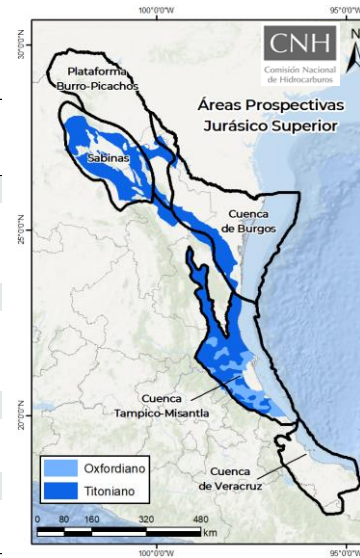 100°0'0"W
95°0'0"W
30°0'0"N
N
CNH
Comisión Nacional
de Hidrocarburos
Plataforma
Burro-Picachos
Áreas Prospectivas
Jurásico Superior
Sabinas
Cuenca
de Burgos
25°0'0"N
Cuenca
Tampico-Misantla
20°0'0"N
Cuenca
de Veracruz
Oxfordiano
Titoniano
0 80 160 320 480
km
100°0'0"W
95°0'0"W